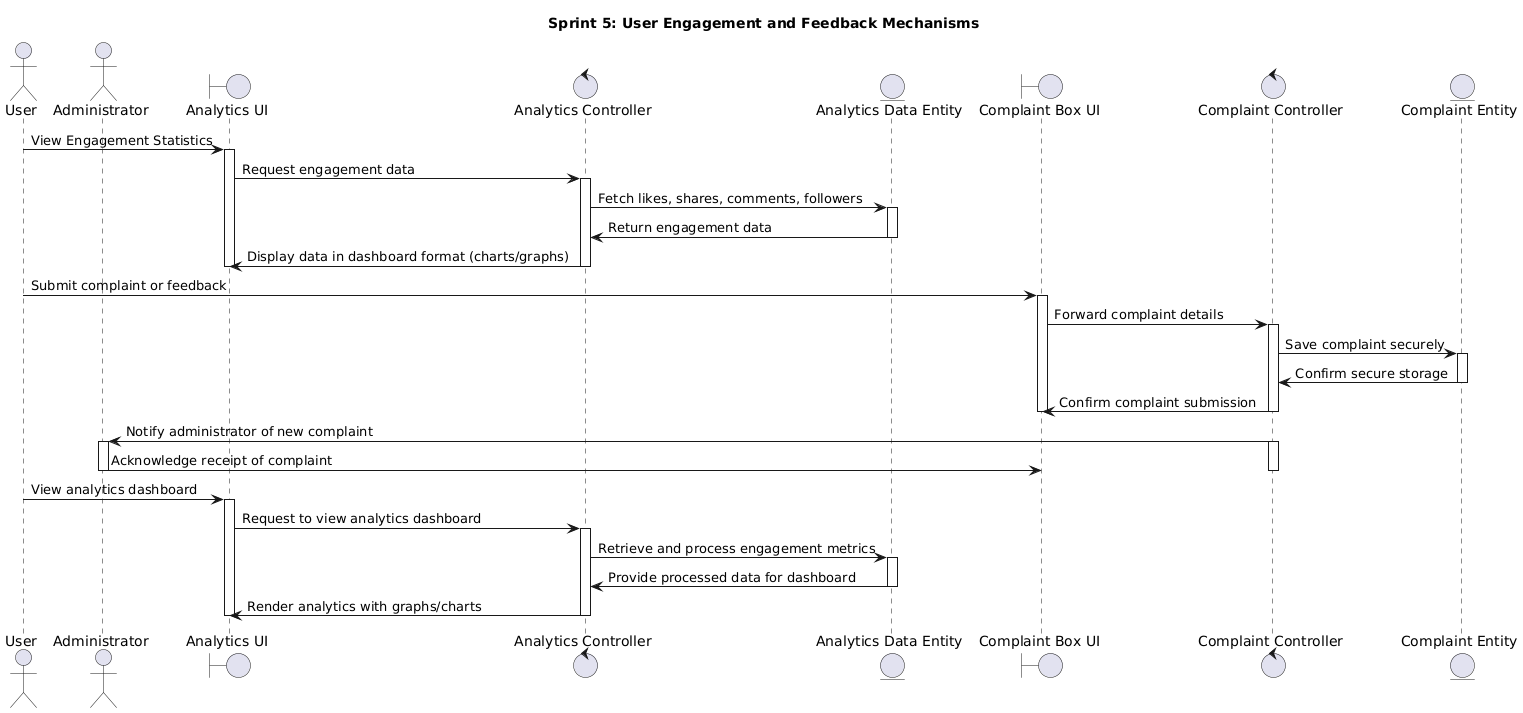 Sprint 5: User Engagement and Feedback Mechanisms
User Administrator Analytics UI Analytics Controller Analytics Data Entity Complaint Box UI Complaint Controller Complaint Entity
View Engagement Statistics
Request engagement data
Fetch likes, shares, comments, followers
Return engagement data
Display data in dashboard format (charts/graphs)
Submit complaint or feedback
Forward complaint details
Save complaint securely
Confirm secure storage
Confirm complaint submission
Notify administrator of new complaint
Acknowledge receipt of complaint
View analytics dashboard
Request to view analytics dashboard
Retrieve and process engagement metrics
Provide processed data for dashboard
Render analytics with graphs/charts
User Administrator Analytics UI Analytics Controller Analytics Data Entity Complaint Box UI Complaint Controller Complaint Entity